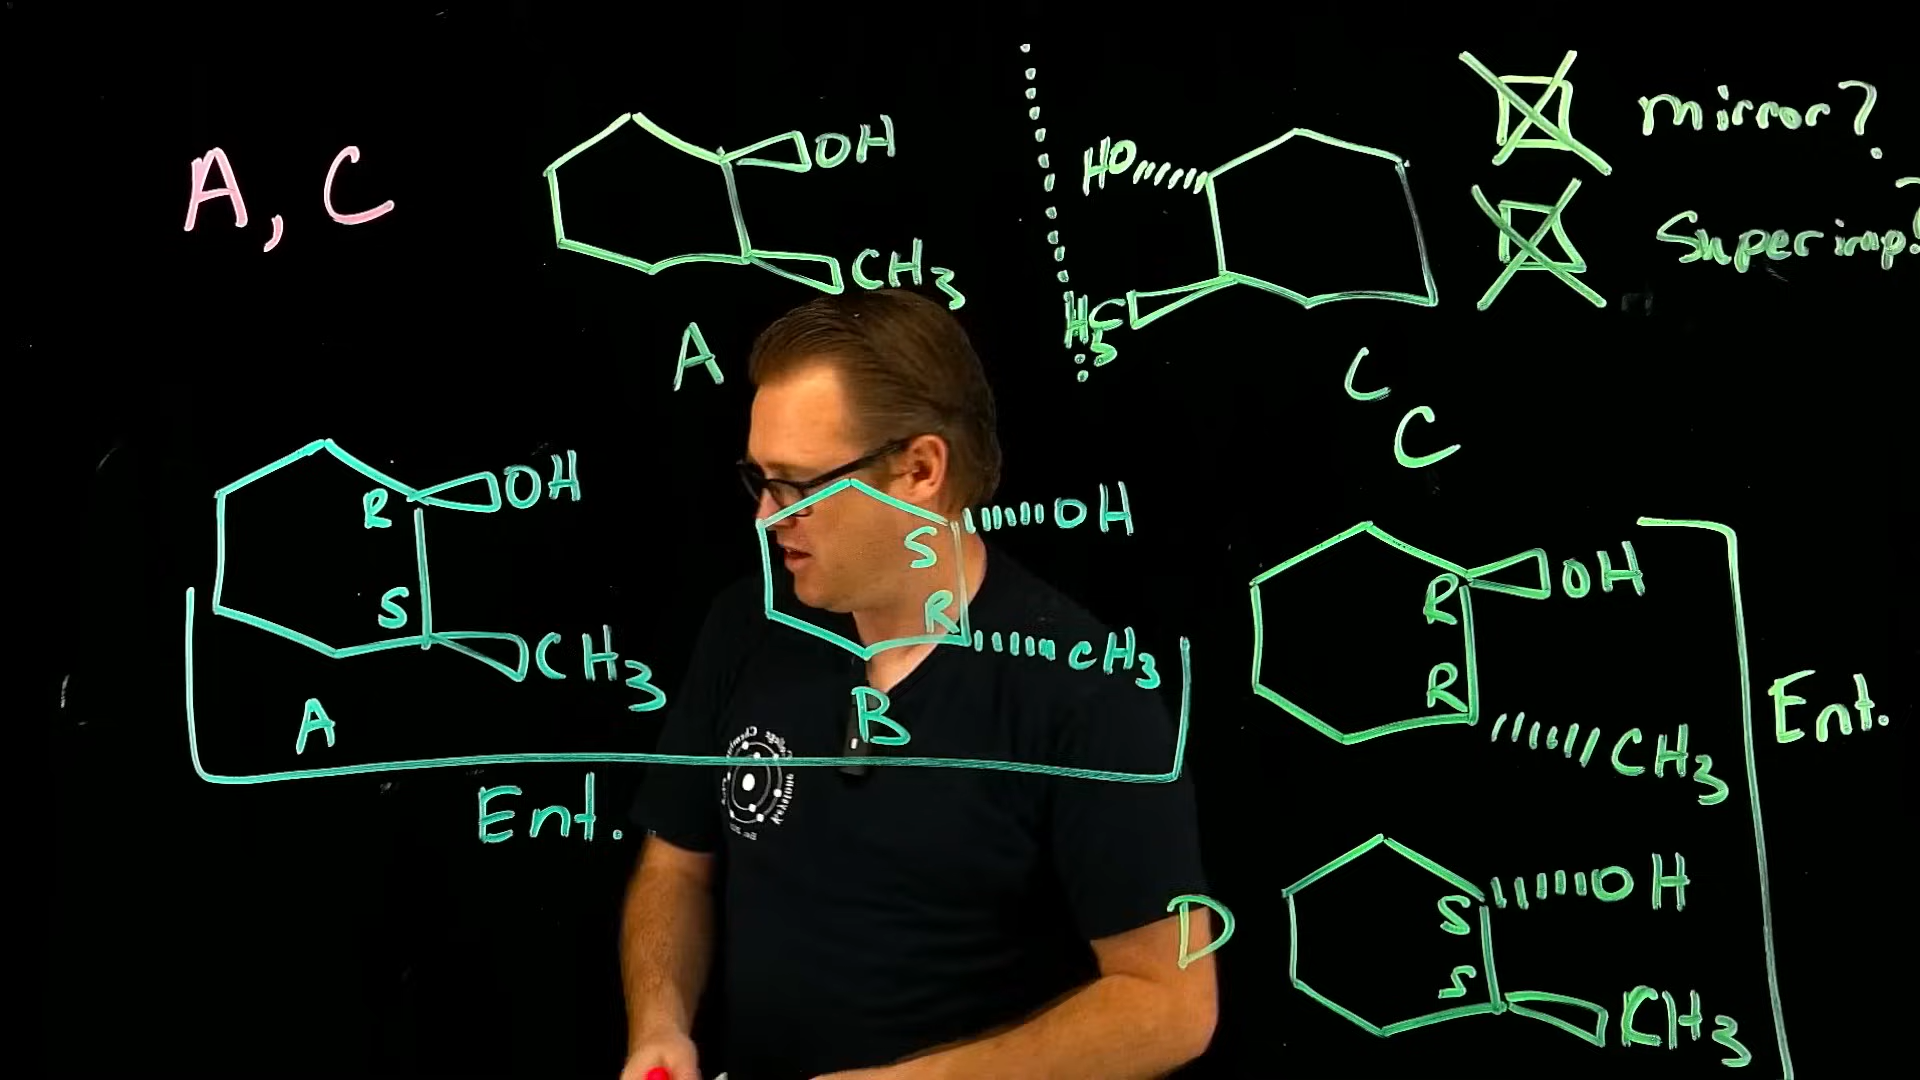 A, C
OH
CH3
A
HO
H3C
C
C
mirror?
Superimp?
R
OH
S
CH3
A
S
OH
R
CH3
B
Ent.
R
OH
R
CH3
Ent.
D
S
OH
S
CH3